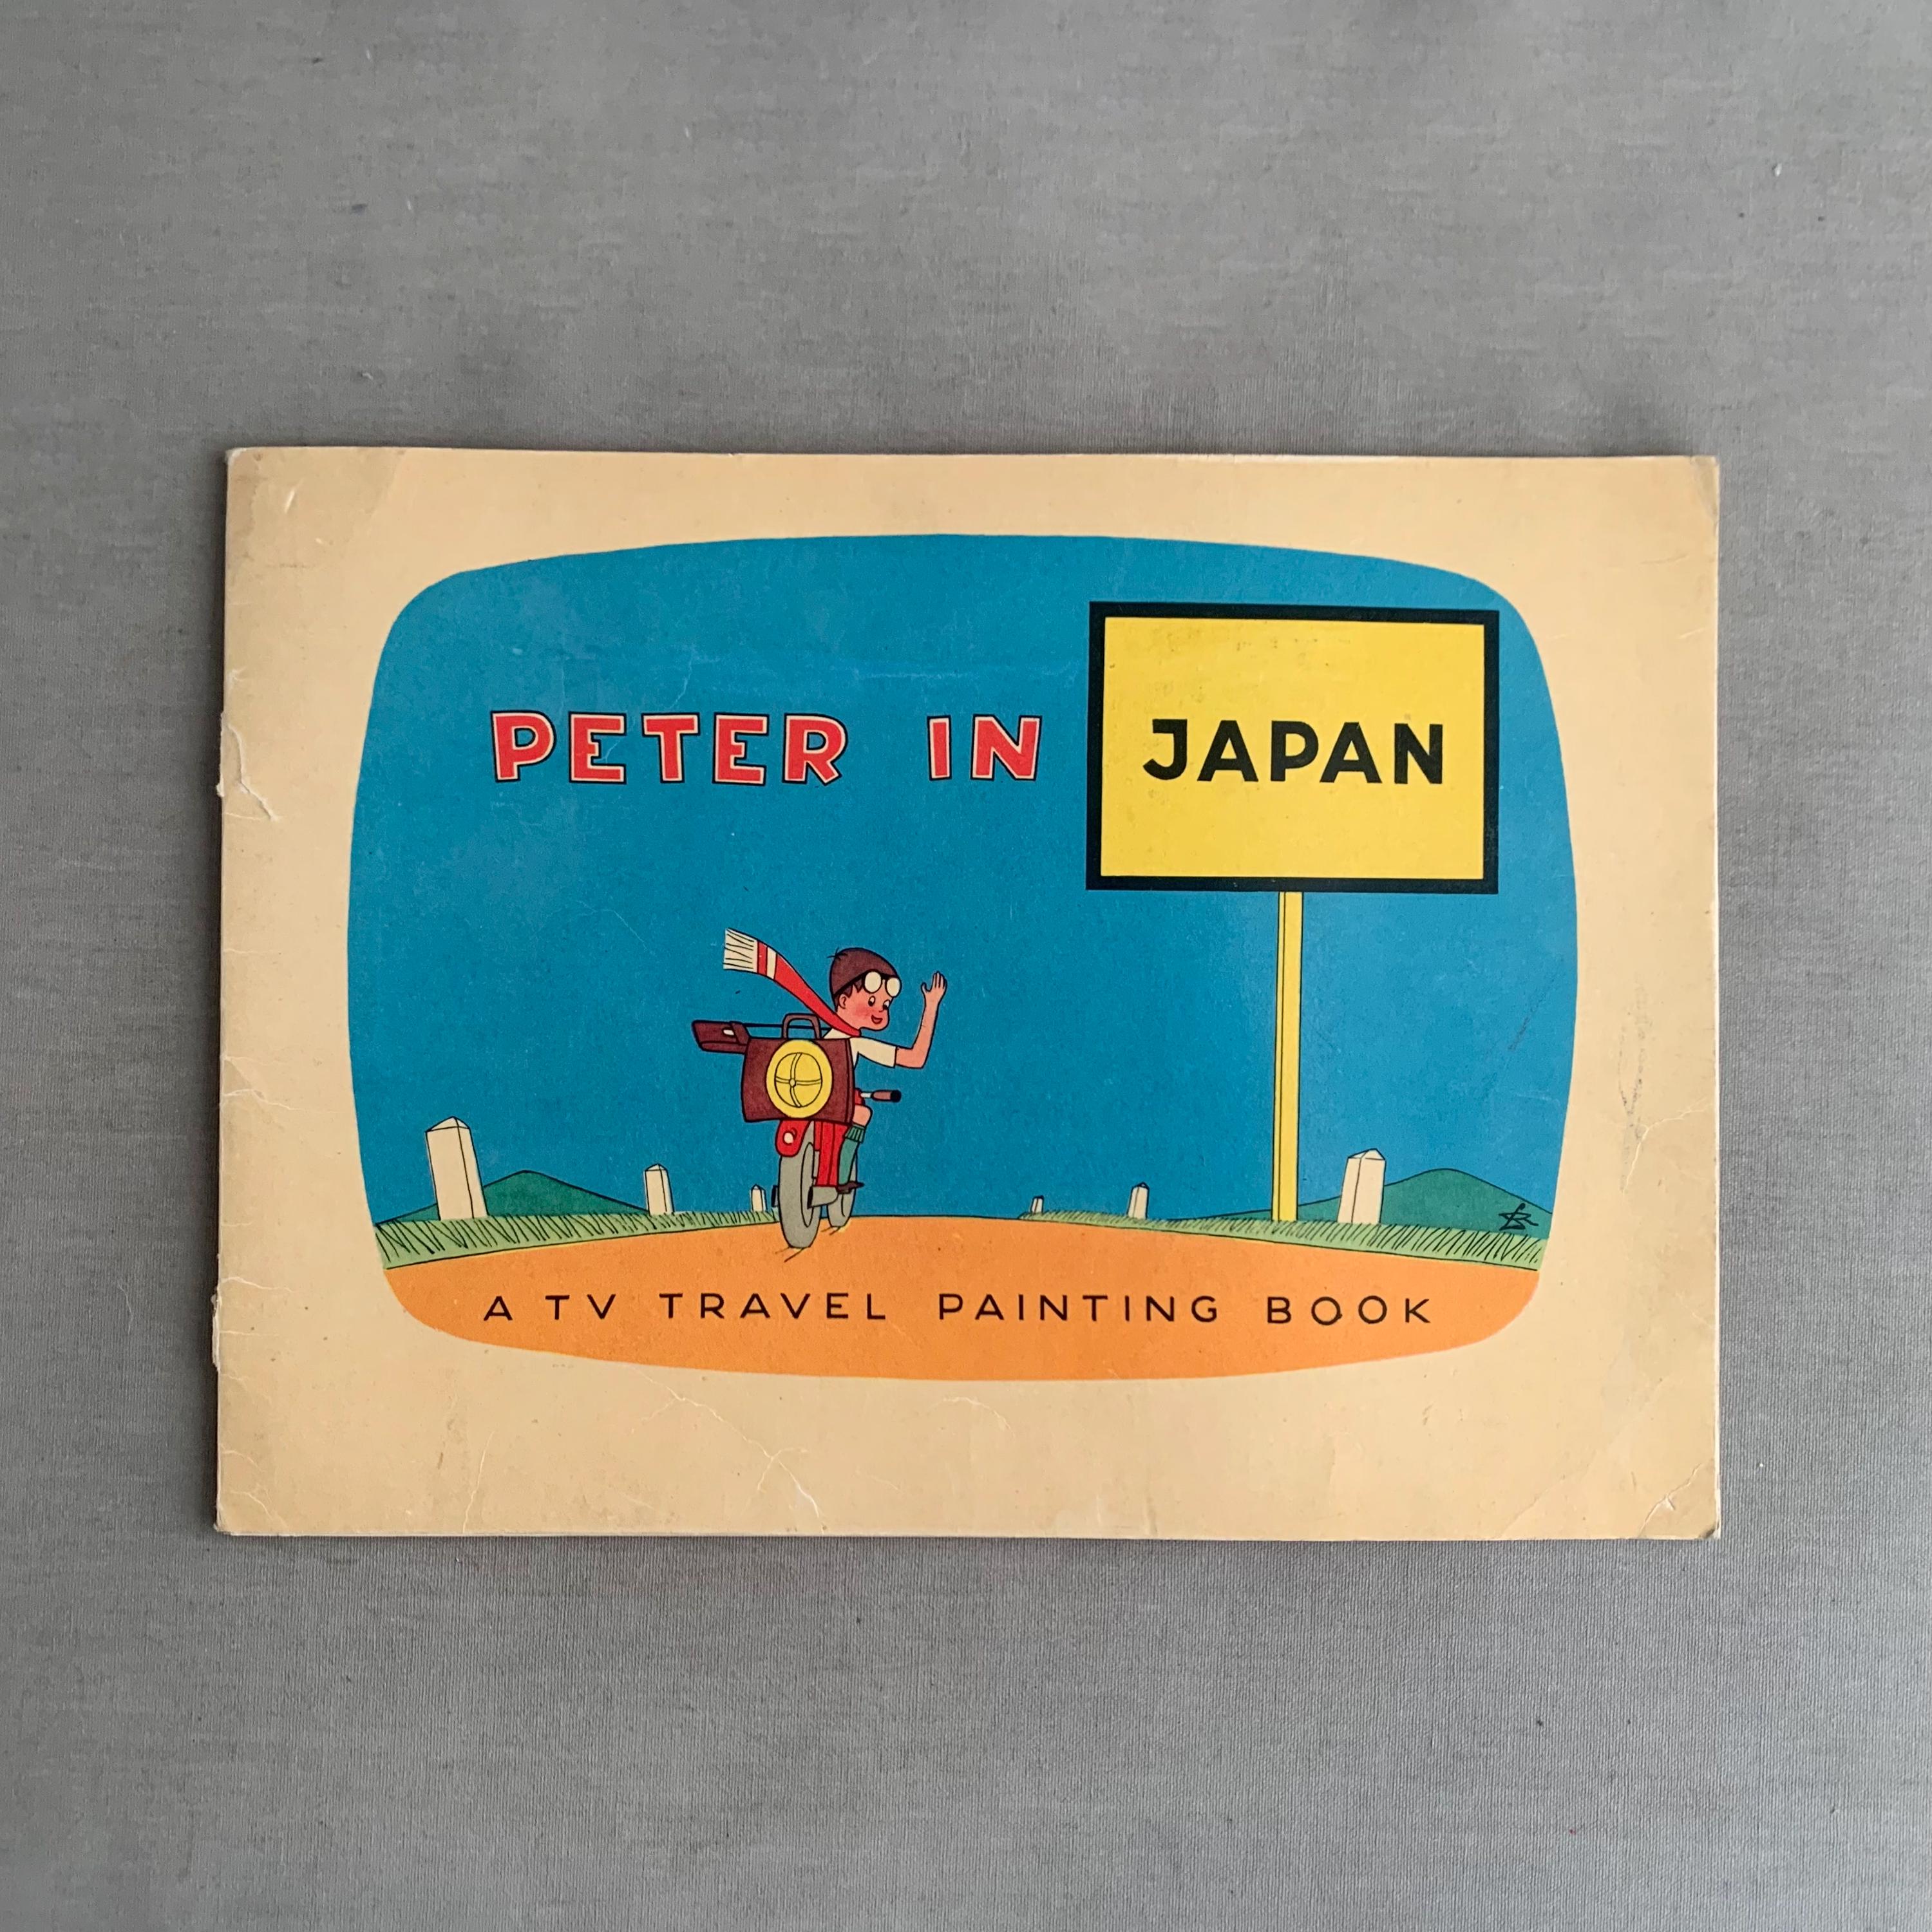 PETER IN JAPAN
A TV TRAVEL PAINTING BOOK